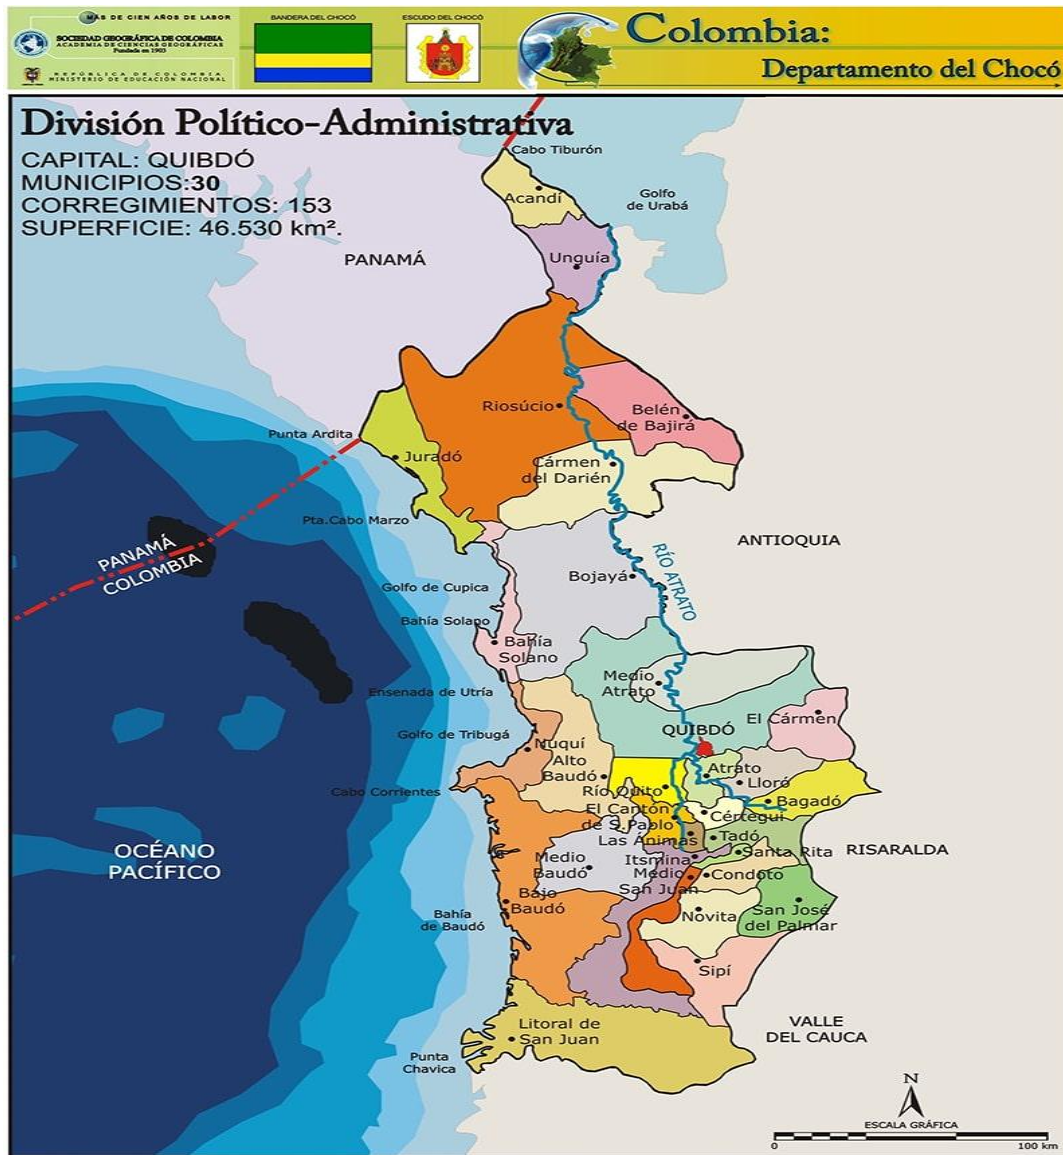 MÁS DE CIEN AÑOS DE LABOR
SOCIEDAD GEOGRÁFICA DE COLOMBIA
ACADEMIA DE CIENCIAS GEOGRÁFICAS
Fundada en 1903
REPÚBLICA DE COLOMBIA
MINISTERIO DE EDUCACIÓN NACIONAL
BANDERA DEL CHOCÓ
ESCUDO DEL CHOCÓ
Colombia:
Departamento del Chocó
División Político-Administrativa
CAPITAL: QUIBDÓ
MUNICIPIOS:30
CORREGIMIENTOS: 153
SUPERFICIE: 46.530 km².
Cabo Tiburón
Acandí
Golfo
de Urabá
PANAMÁ
Unguía
Riosúcio
Belén
de Bajirá
Punta Ardita
Juradó
Cármen
del Darién
Pta.Cabo Marzo
PANAMÁ
COLOMBIA
ANTIOQUIA
RÍO ATRATO
Bojayá
Golfo de Cupica
Bahía Solano
Bahía
Solano
Medio
Atrato
Ensenada de Utría
El Cármen
QUIBDÓ
Golfo de Tribugá
Nuquí
Alto
Baudó
Atrato
Lloró
Cabo Corrientes
Río Quito
Bagadó
El Cantón
de S.Pablo
Cértegui
Las Ánimas
Tadó
OCÉANO
PACÍFICO
Medio
Baudó
Itsmina
Santa Rita
RISARALDA
Medio
San Juan
Condoto
Bajo
Baudó
Bahía
de Baudó
Novita
San José
del Palmar
Sipí
Litoral de
San Juan
VALLE
DEL CAUCA
Punta
Chavica
N
ESCALA GRÁFICA
0
100 km